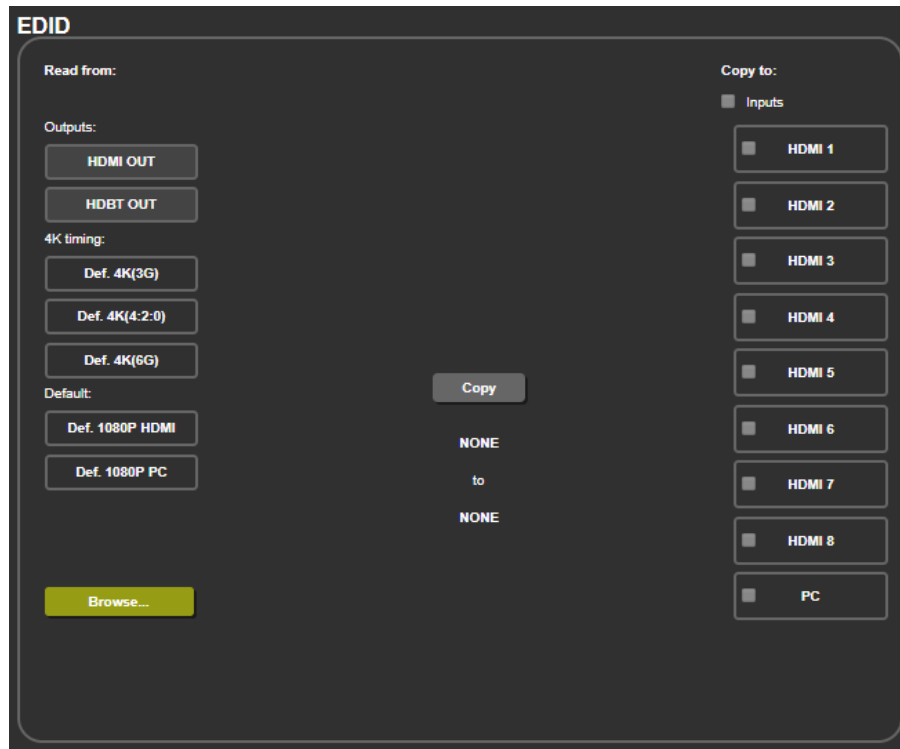 EDID
Read from:
Outputs:
HDMI OUT
HDBT OUT
4K timing:
Def. 4K(3G)
Def. 4K(4:2:0)
Def. 4K(6G)
Default:
Def. 1080P HDMI
Def. 1080P PC
Browse...
Copy
NONE
to
NONE
Copy to:
Inputs
HDMI 1
HDMI 2
HDMI 3
HDMI 4
HDMI 5
HDMI 6
HDMI 7
HDMI 8
PC